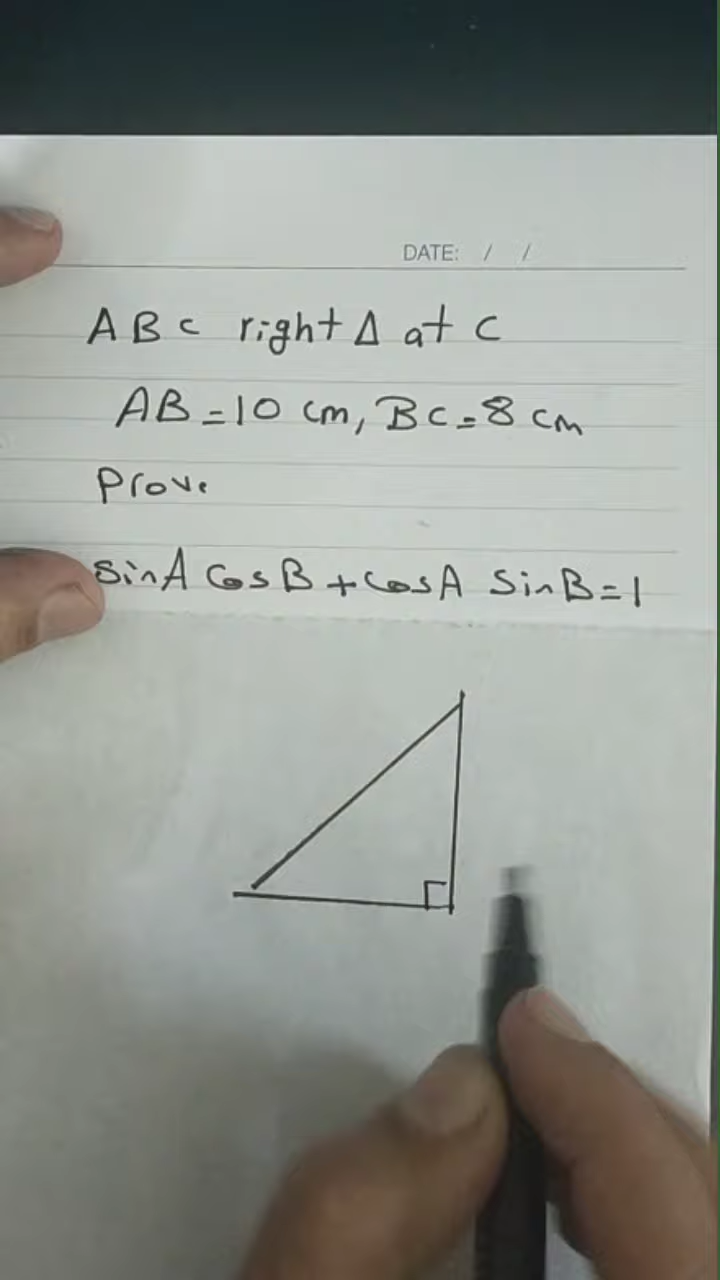 DATE: / /
ABC right Δ at C
AB=10 cm, BC=8 cm
Prove
sinA cosB + cosA sinB=1